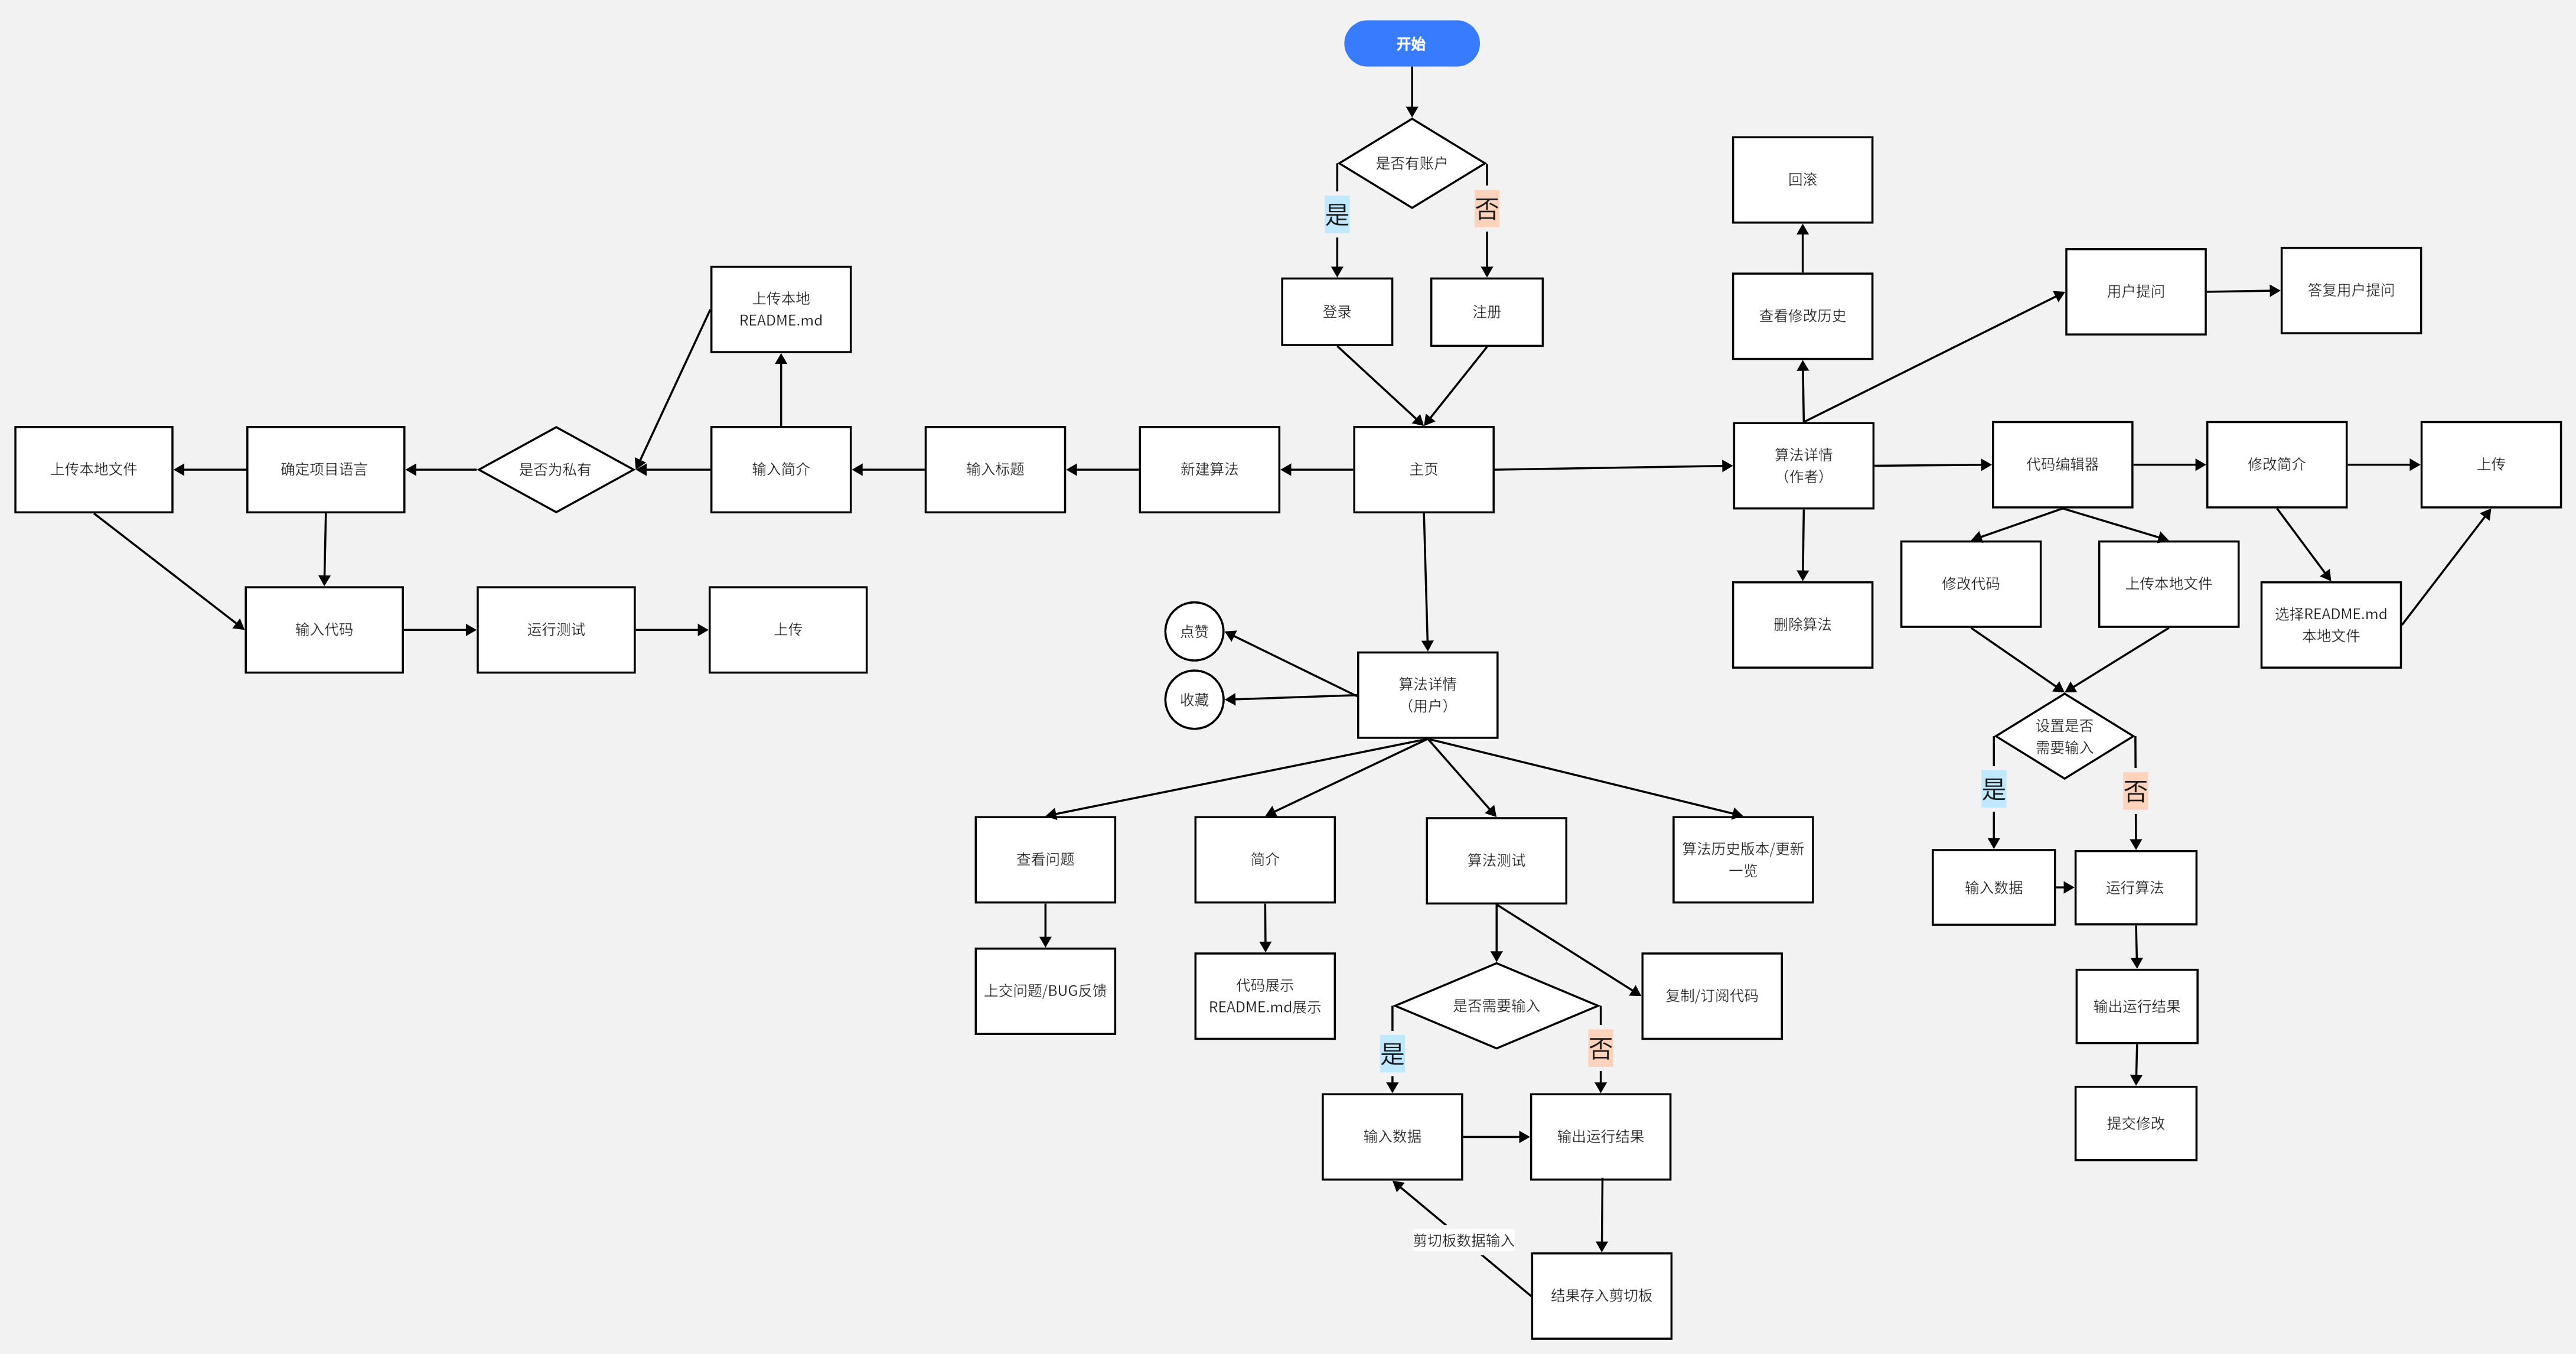 开始
是否有账户
是
否
回滚
登录
注册
查看修改历史
用户提问
答复用户提问
上传本地
README.md
上传本地文件
确定项目语言
是否为私有
输入简介
输入标题
新建算法
主页
算法详情
（作者）
代码编辑器
修改简介
上传
输入代码
运行测试
上传
点赞
收藏
算法详情
（用户）
删除算法
修改代码
上传本地文件
选择README.md
本地文件
设置是否
需要输入
是
否
查看问题
简介
算法测试
算法历史版本/更新
一览
输入数据
运行算法
上交问题/BUG反馈
代码展示
README.md展示
是否需要输入
复制/订阅代码
输出运行结果
是
否
输入数据
输出运行结果
提交修改
剪切板数据输入
结果存入剪切板